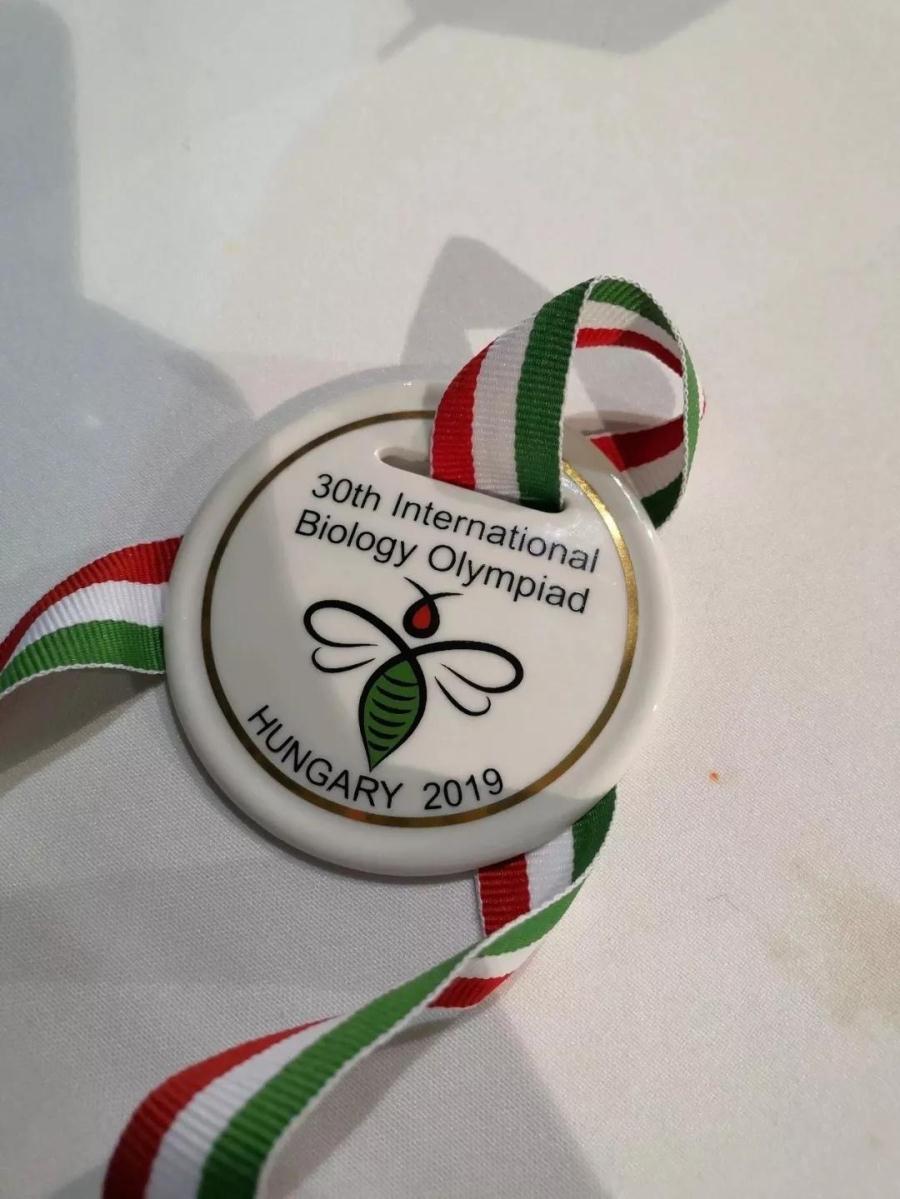 30th International
Biology Olympiad
HUNGARY 2019